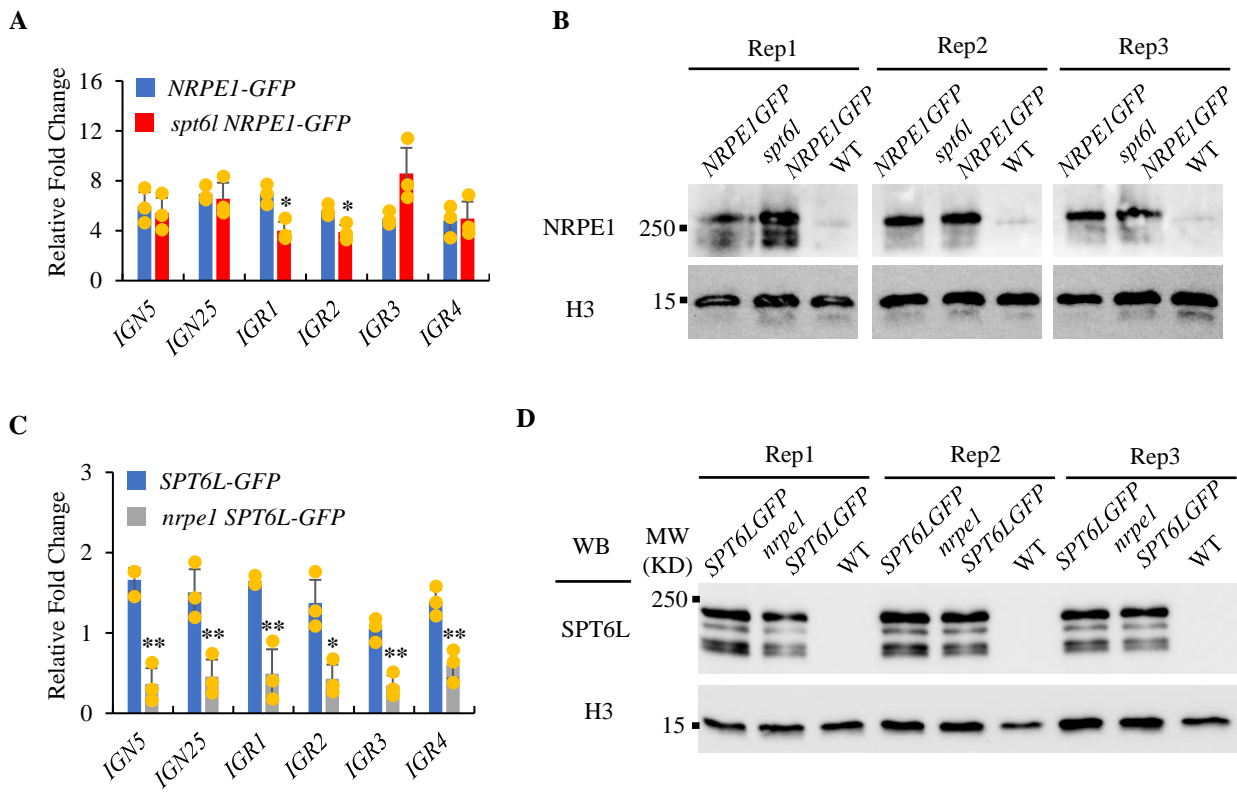 A
Relative Fold Change
16
12
8
4
0
NRPE1-GFP
spt6l NRPE1-GFP
*
*
IGN5
IGN25
IGR1
IGR2
IGR3
IGR4
B
Rep1
Rep2
Rep3
NRPE1GFP
spt6l NRPE1GFP
WT
NRPE1GFP
spt6l NRPE1GFP
WT
NRPE1GFP
spt6l NRPE1GFP
WT
NRPE1
250
H3
15
C
Relative Fold Change
3
2
1
0
SPT6L-GFP
nrpe1 SPT6L-GFP
**
**
**
*
**
**
IGN5
IGN25
IGR1
IGR2
IGR3
IGR4
D
Rep1
Rep2
Rep3
WB
MW
(KD)
SPT6LGFP
nrpe1 SPT6LGFP
WT
SPT6LGFP
nrpe1 SPT6LGFP
WT
SPT6LGFP
nrpe1 SPT6LGFP
WT
250
SPT6L
H3
15